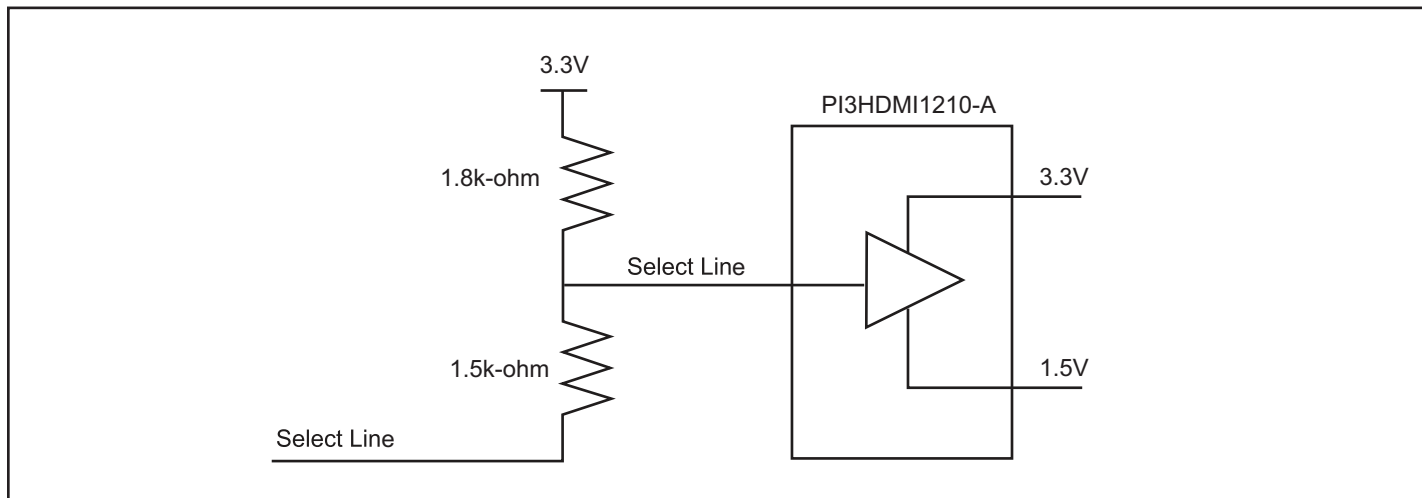 3.3V
PI3HDMI1210-A
1.8k-ohm
3.3V
Select Line
1.5k-ohm
1.5V
Select Line